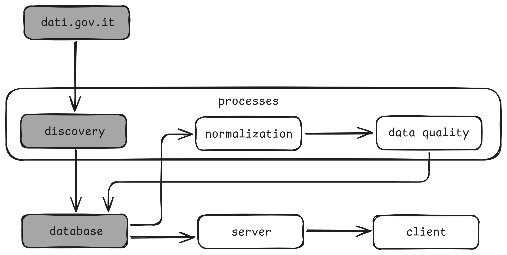 dati.gov.it
processes
discovery
normalization
data quality
database
server
client